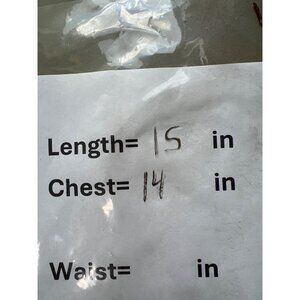 Length= 15 in
Chest= 14 in
Waist= in